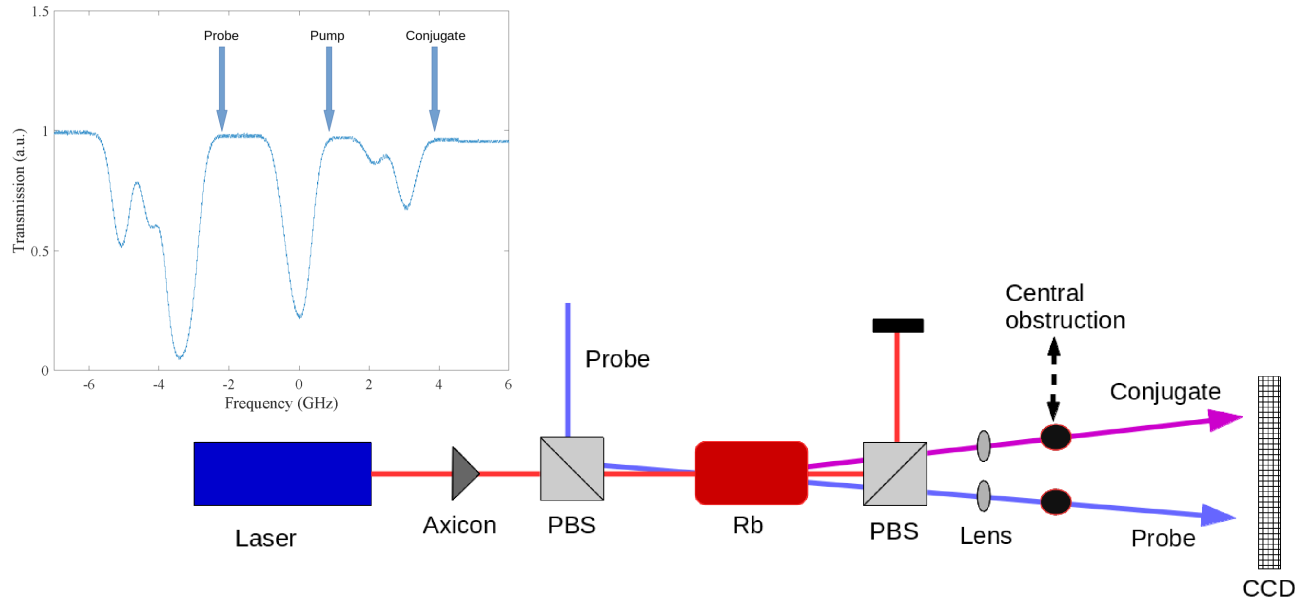 1.5
Probe
Pump
Conjugate
1
Transmission (a.u.)
0.5
0
-6
-4
-2
0
2
4
6
Frequency (GHz)
Probe
Central
obstruction
Conjugate
Laser
Axicon
PBS
Rb
PBS
Lens
Probe
CCD